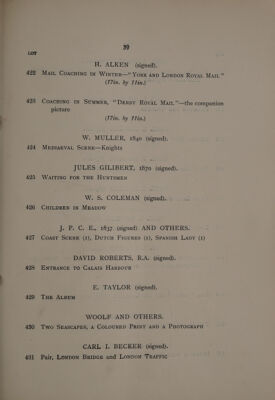 39
LOT
H. ALKEN (signed).
422 Mail Coaching in Winter—"York and London Royal Mail"
(17in. by 11in.)
423 Coaching in Summer, "Derby Royal Mail"—the companion
picture
(17in. by 11in.)
W. MULLER, 1840 (signed).
424 Mediaeval Scene—Knights
JULES GILIBERT, 1870 (signed).
425 Waiting for the Huntsmen
W. S. COLEMAN (signed).
426 Children in Meadow
J. P. C. E., 1837 (signed) AND OTHERS.
427 Coast Scene (1), Dutch Figures (1), Spanish Lady (1)
DAVID ROBERTS, R.A. (signed).
428 Entrance to Calais Harbour
E. TAYLOR (signed).
429 The Album
WOOLF AND OTHERS.
430 Two Seascapes, a Coloured Print and a Photograph
CARL I. BECKER (signed).
431 Pair, London Bridge and London Traffic